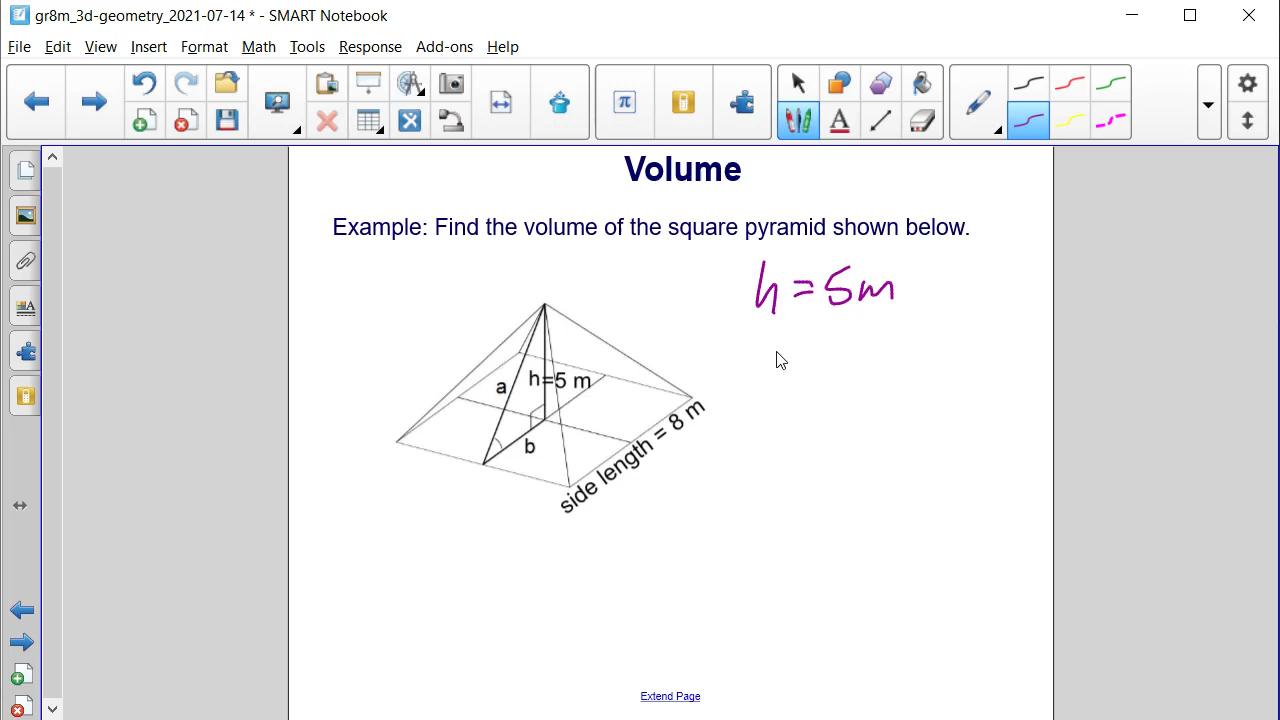 gr8m_3d-geometry_2021-07-14 * - SMART Notebook
File Edit View Insert Format Math Tools Response Add-ons Help
Volume
Example: Find the volume of the square pyramid shown below.
h = 5m
a
h=5 m
b
side length = 8 m
Extend Page